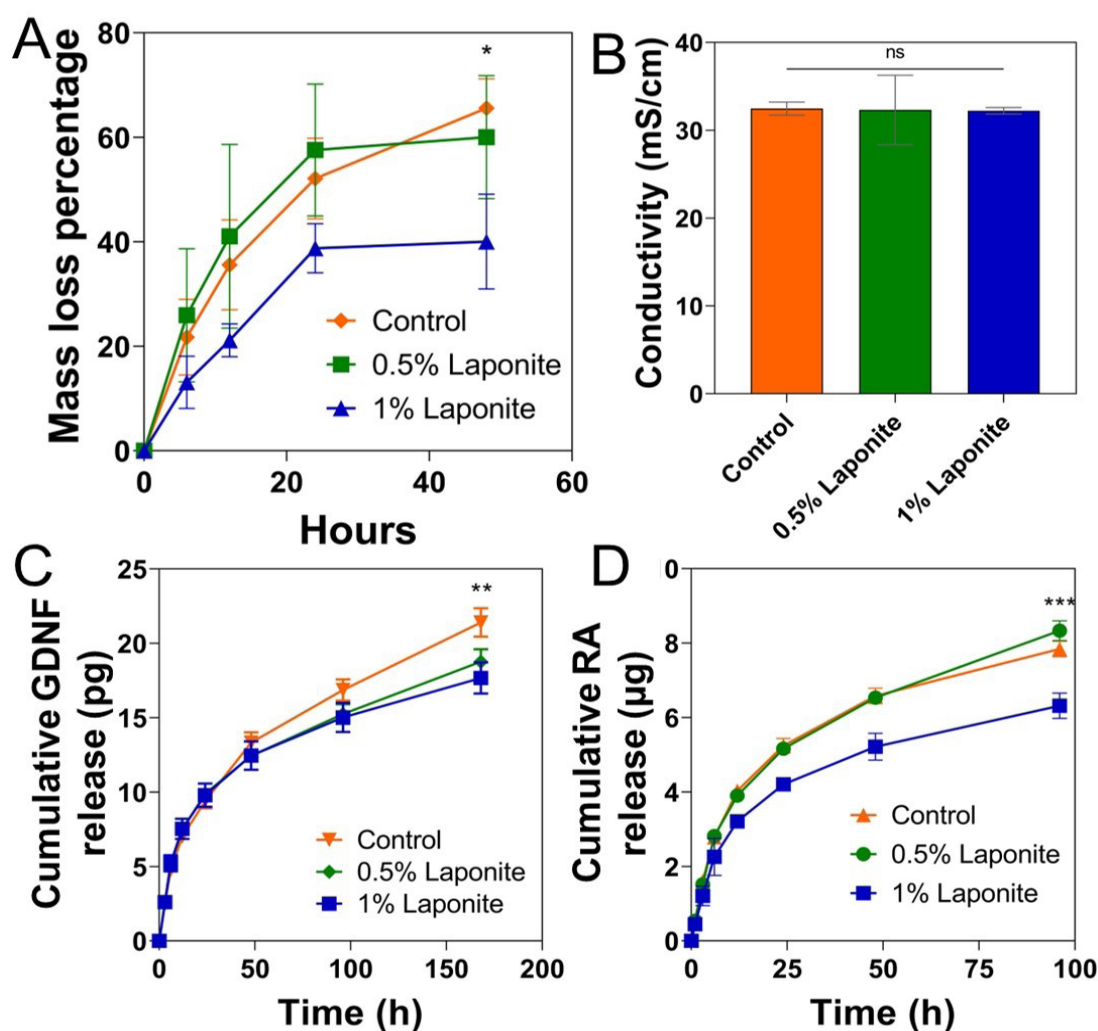 A
Mass loss percentage
80
60
40
20
0
*
Control
0.5% Laponite
1% Laponite
0 20 40 60
Hours
B
Conductivity (mS/cm)
40
30
20
10
0
ns
Control
0.5% Laponite
1% Laponite
C
Cumulative GDNF
release (pg)
25
20
15
10
5
0
**
Control
0.5% Laponite
1% Laponite
0 50 100 150 200
Time (h)
D
Cumulative RA
release (µg)
0
8
6
4
2
0
***
Control
0.5% Laponite
1% Laponite
0 25 50 75 100
Time (h)